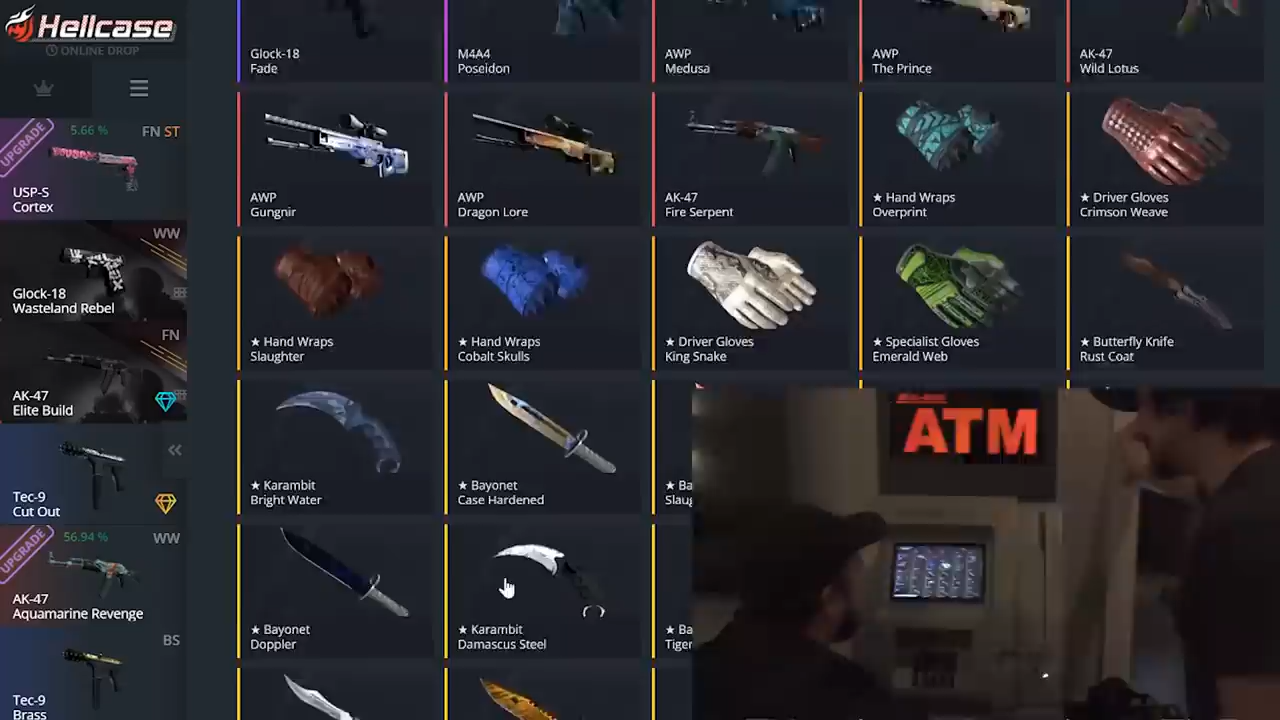 Hellcase
ONLINE DROP
UPGRADE
5.66 %
FN ST
USP-S
Cortex
WW
Glock-18
Wasteland Rebel
FN
AK-47
Elite Build
Tec-9
Cut Out
UPGRADE
56.94 %
WW
AK-47
Aquamarine Revenge
BS
Tec-9
Brass
Glock-18
Fade
M4A4
Poseidon
AWP
Medusa
AWP
The Prince
AK-47
Wild Lotus
AWP
Gungnir
AWP
Dragon Lore
AK-47
Fire Serpent
★ Hand Wraps
Overprint
★ Driver Gloves
Crimson Weave
★ Hand Wraps
Slaughter
★ Hand Wraps
Cobalt Skulls
★ Driver Gloves
King Snake
★ Specialist Gloves
Emerald Web
★ Butterfly Knife
Rust Coat
★ Karambit
Bright Water
★ Bayonet
Case Hardened
★ Ba
Slaug
★ Bayonet
Doppler
★ Karambit
Damascus Steel
★ Ba
Tiger
ATM